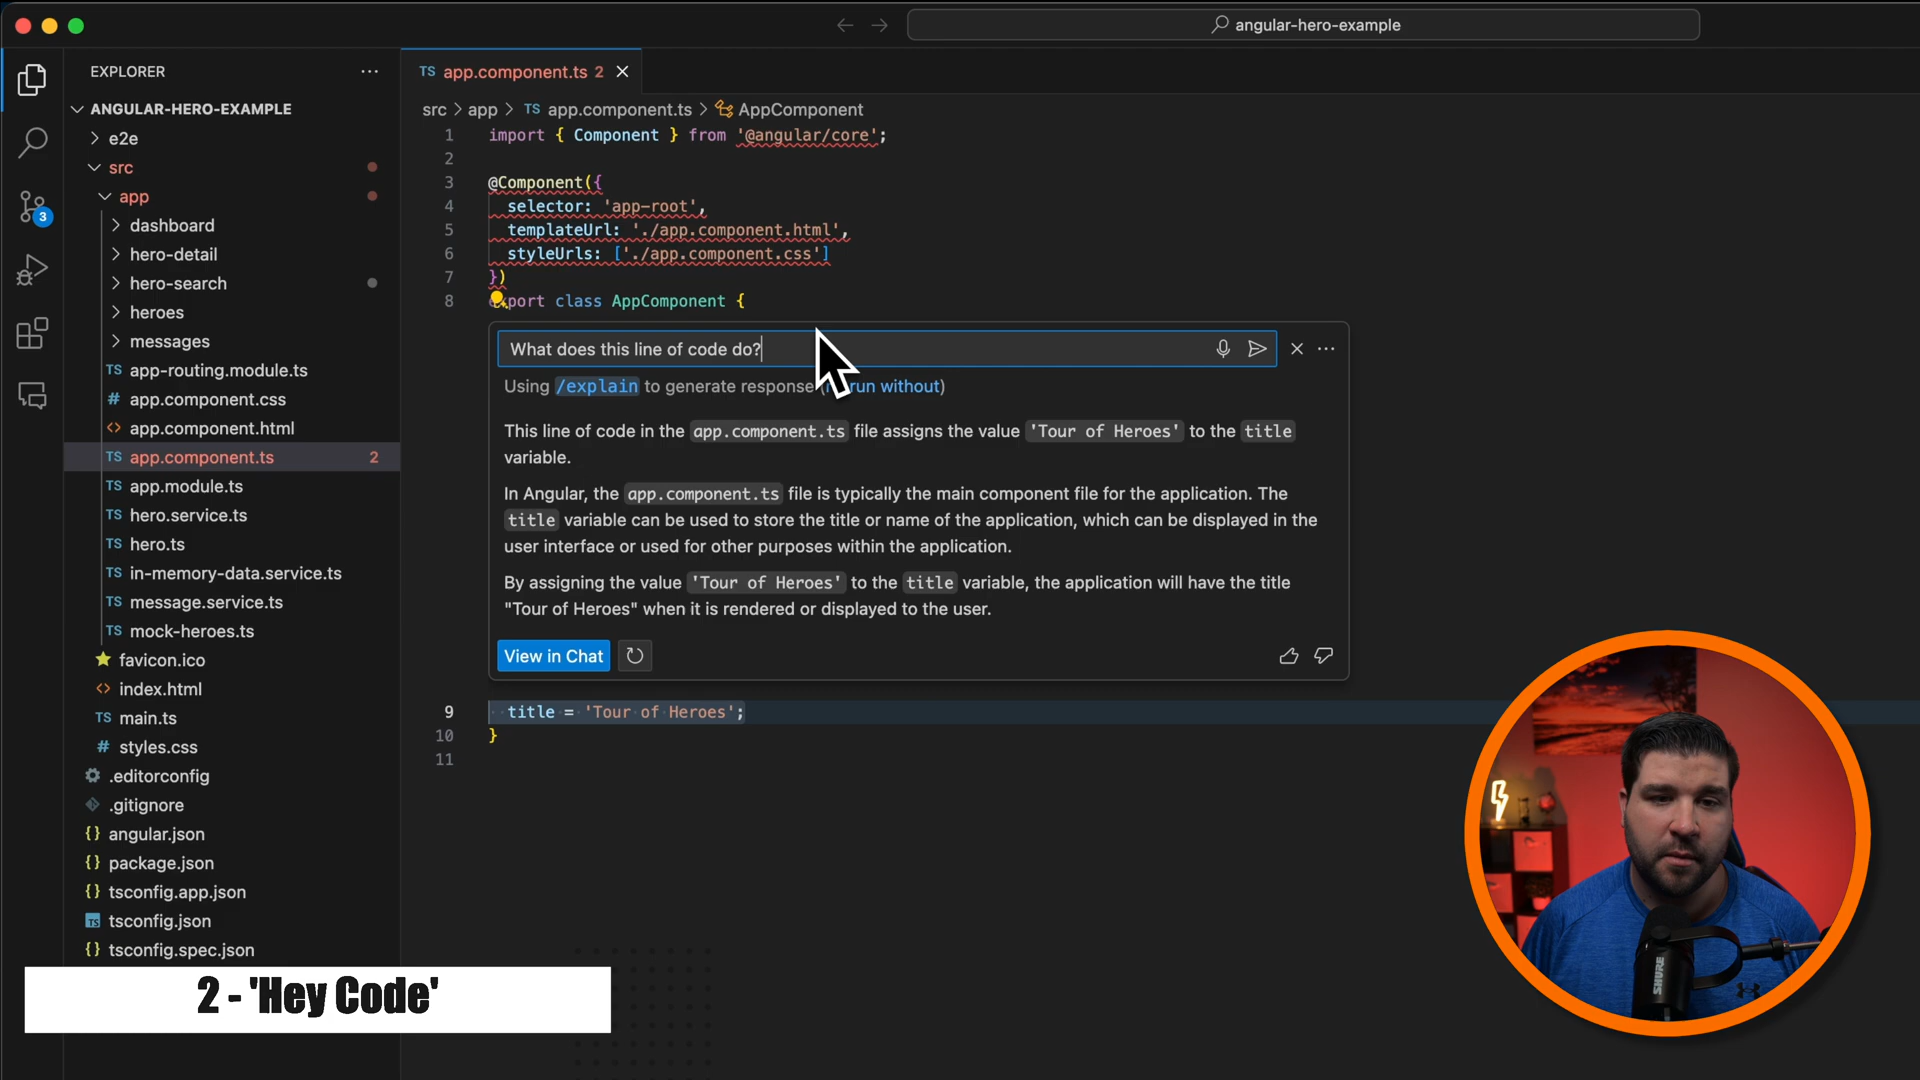 angular-hero-example
EXPLORER
ANGULAR-HERO-EXAMPLE
e2e
src
app
dashboard
hero-detail
hero-search
heroes
messages
TS app-routing.module.ts
# app.component.css
<> app.component.html
TS app.component.ts 2
TS app.module.ts
TS hero.service.ts
TS hero.ts
TS in-memory-data.service.ts
TS message.service.ts
TS mock-heroes.ts
favicon.ico
<> index.html
TS main.ts
# styles.css
.editorconfig
.gitignore
{} angular.json
{} package.json
{} tsconfig.app.json
TS tsconfig.json
{} tsconfig.spec.json
3
TS app.component.ts 2
src > app > TS app.component.ts > AppComponent
1 import { Component } from '@angular/core';
2
3 @Component({
4 selector: 'app-root',
5 templateUrl: './app.component.html',
6 styleUrls: ['./app.component.css']
7 })
8 port class AppComponent {
What does this line of code do?
Using /explain to generate response ( run without)
This line of code in the app.component.ts file assigns the value 'Tour of Heroes' to the title
variable.
In Angular, the app.component.ts file is typically the main component file for the application. The
title variable can be used to store the title or name of the application, which can be displayed in the
user interface or used for other purposes within the application.
By assigning the value 'Tour of Heroes' to the title variable, the application will have the title
"Tour of Heroes" when it is rendered or displayed to the user.
View in Chat
9 title = 'Tour of Heroes';
10 }
11
2 - 'Hey Code'
SHURE